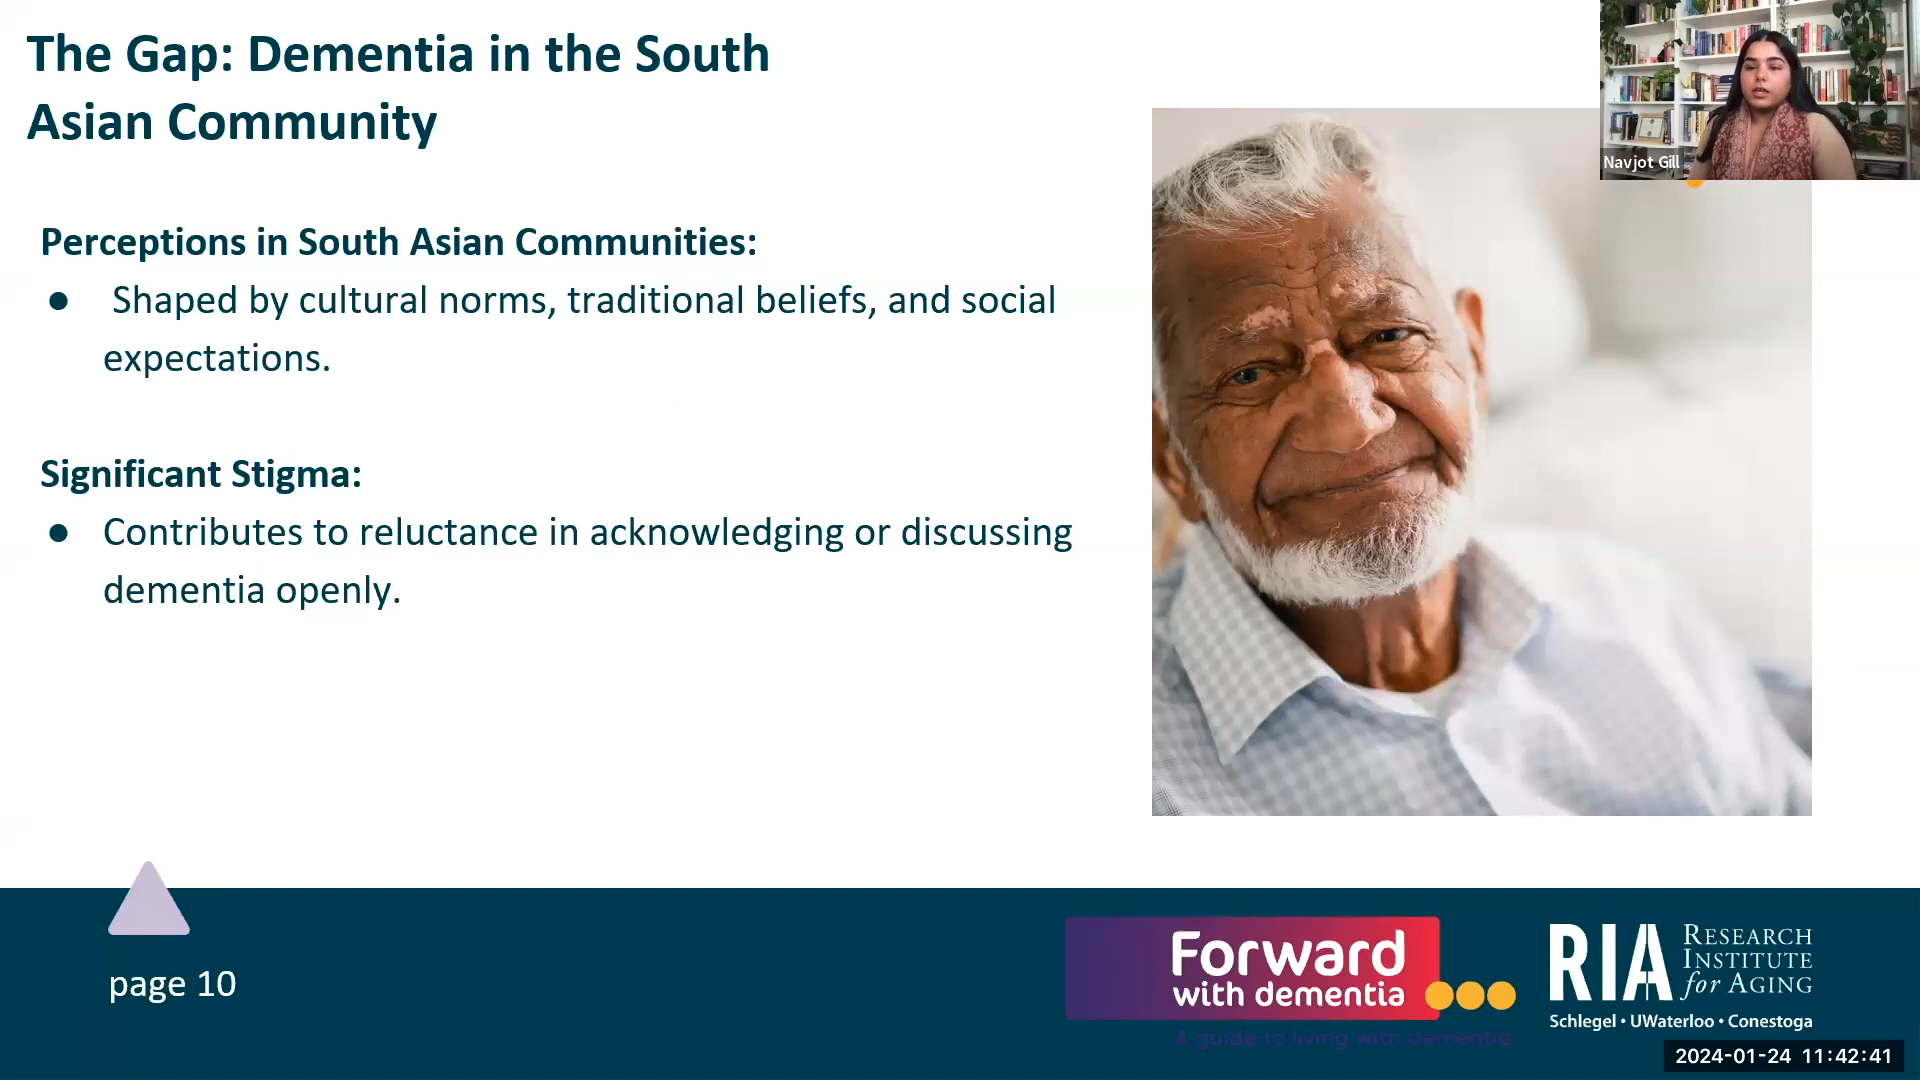 The Gap: Dementia in the South
Asian Community
Navjot Gill
Perceptions in South Asian Communities:
● Shaped by cultural norms, traditional beliefs, and social
expectations.
Significant Stigma:
● Contributes to reluctance in acknowledging or discussing
dementia openly.
page 10
Forward
with dementia
A guide to living with dementia
RIA
RESEARCH
INSTITUTE
for AGING
Schlegel • UWaterloo • Conestoga
2024-01-24 11:42:41